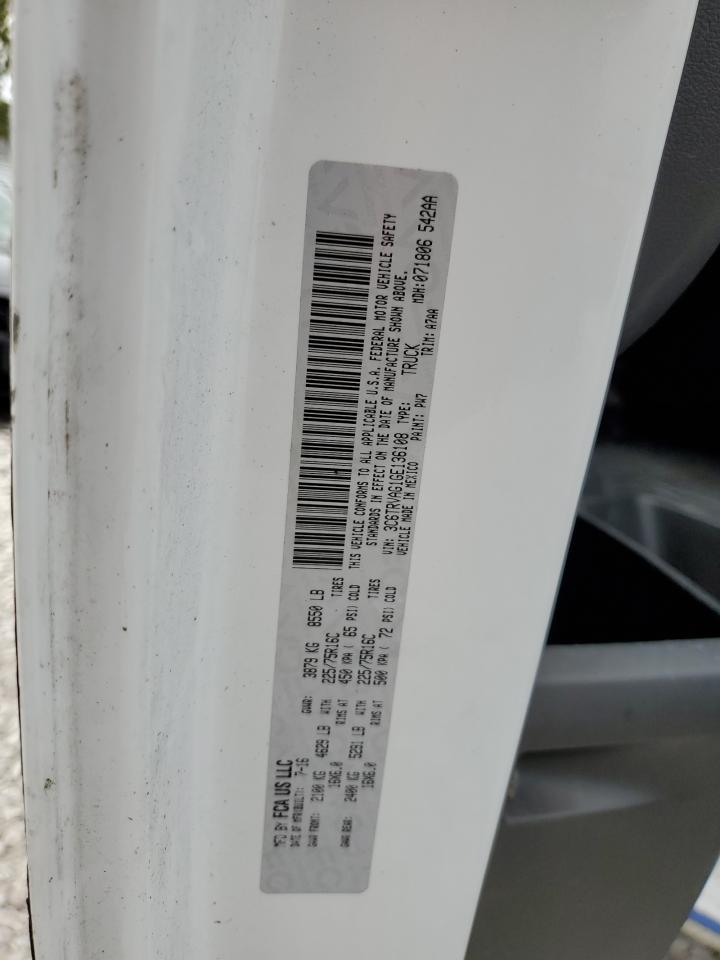 MFD BY FCA US LLC
DATE OF MFR(BUILT): 7-16 GVWR: 3879 KG 8550 LB
GAWR FRONT: 2100 KG 4629 LB WITH 225/75R16C TIRES
16X6.0 RIMS AT 450 KPA ( 65 PSI) COLD
GAWR REAR: 2400 KG 5291 LB WITH 225/75R16C TIRES
16X6.0 RIMS AT 500 KPA ( 72 PSI) COLD
THIS VEHICLE CONFORMS TO ALL APPLICABLE U.S.A. FEDERAL MOTOR VEHICLE SAFETY
STANDARDS IN EFFECT ON THE DATE OF MANUFACTURE SHOWN ABOVE.
VIN: 3C6TRVAG1GE136108 TYPE: TRUCK MDH:071806 542AA
VEHICLE MADE IN MEXICO PAINT: PW7 TRIM: A7AA